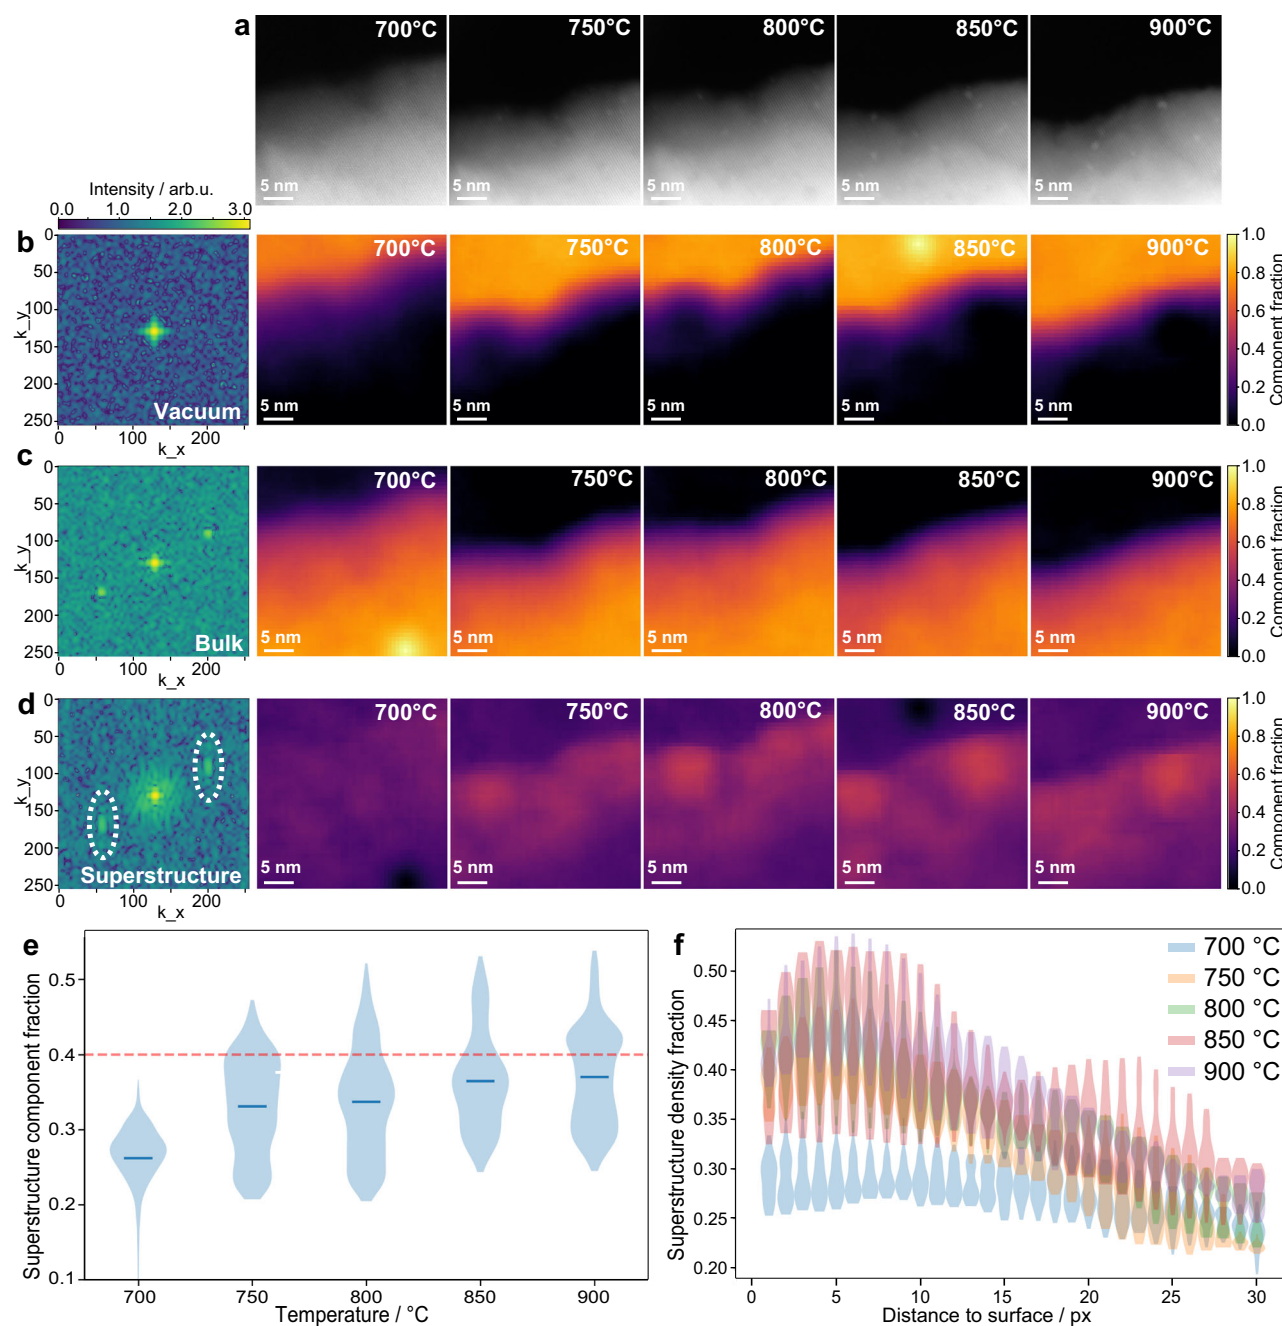 a
700°C
750°C
800°C
850°C
900°C
5 nm
5 nm
5 nm
5 nm
5 nm
Intensity / arb.u.
0.0 1.0 2.0 3.0
b
0
50
100
150
200
250
k_y
Vacuum
0 100 200
k_x
700°C
750°C
800°C
850°C
900°C
5 nm
5 nm
5 nm
5 nm
5 nm
1.0
0.8
0.6
0.4
0.2
0.0
Component fraction
c
0
50
100
150
200
250
k_y
Bulk
0 100 200
k_x
700°C
750°C
800°C
850°C
900°C
5 nm
5 nm
5 nm
5 nm
5 nm
1.0
0.8
0.6
0.4
0.2
0.0
Component fraction
d
0
50
100
150
200
250
k_y
Superstructure
0 100 200
k_x
700°C
750°C
800°C
850°C
900°C
5 nm
5 nm
5 nm
5 nm
5 nm
1.0
0.8
0.6
0.4
0.2
0.0
Component fraction
e
Superstructure component fraction
0.5
0.4
0.3
0.2
0.1
700 750 800 850 900
Temperature / °C
f
Superstructure density fraction
0.50
0.45
0.40
0.35
0.30
0.25
0.20
700 °C
750 °C
800 °C
850 °C
900 °C
0 5 10 15 20 25 30
Distance to surface / px